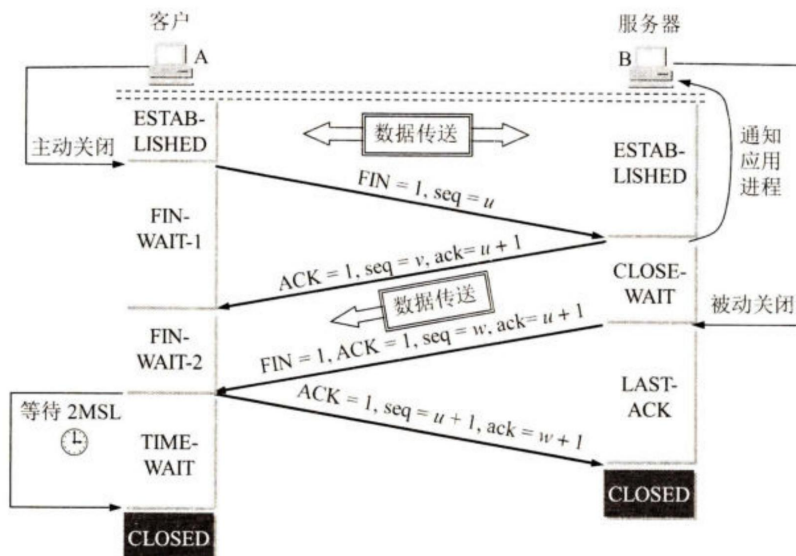 客户
服务器
A
B
ESTAB-
LISHED
数据传送
通知
应用
进程
主动关闭
ESTAB-
LISHED
FIN = 1, seq = u
FIN-
WAIT-1
ACK = 1, seq = v, ack= u + 1
CLOSE-
WAIT
数据传送
被动关闭
FIN-
WAIT-2
FIN = 1, ACK = 1, seq = w, ack= u + 1
ACK = 1, seq = u + 1, ack = w + 1
LAST-
ACK
等待 2MSL
TIME-
WAIT
CLOSED
CLOSED